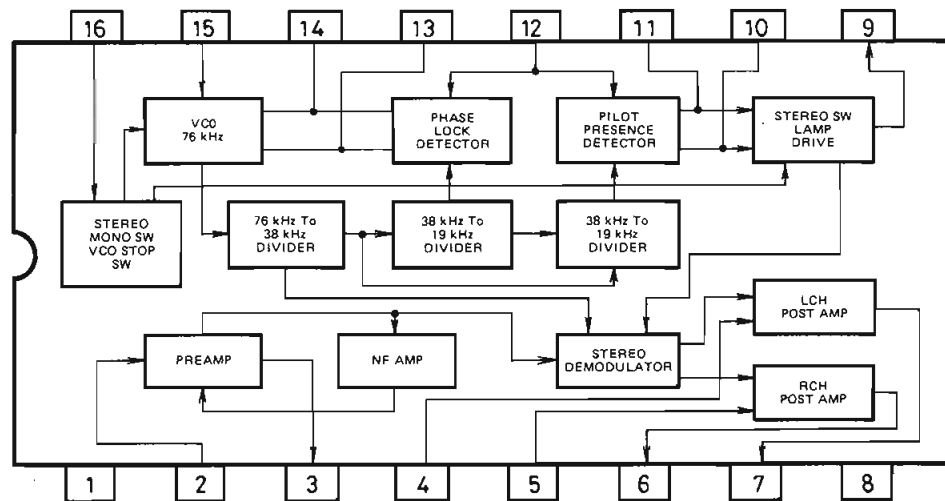 16 15 14 13 12 11 10 9
VCO
76 kHz
PHASE
LOCK
DETECTOR
PILOT
PRESENCE
DETECTOR
STEREO SW
LAMP
DRIVE
STEREO
MONO SW
VCO STOP
SW
76 kHz To
38 kHz
DIVIDER
38 kHz To
19 kHz
DIVIDER
38 kHz To
19 kHz
DIVIDER
PREAMP
NF AMP
STEREO
DEMODULATOR
LCH
POST AMP
RCH
POST AMP
1 2 3 4 5 6 7 8